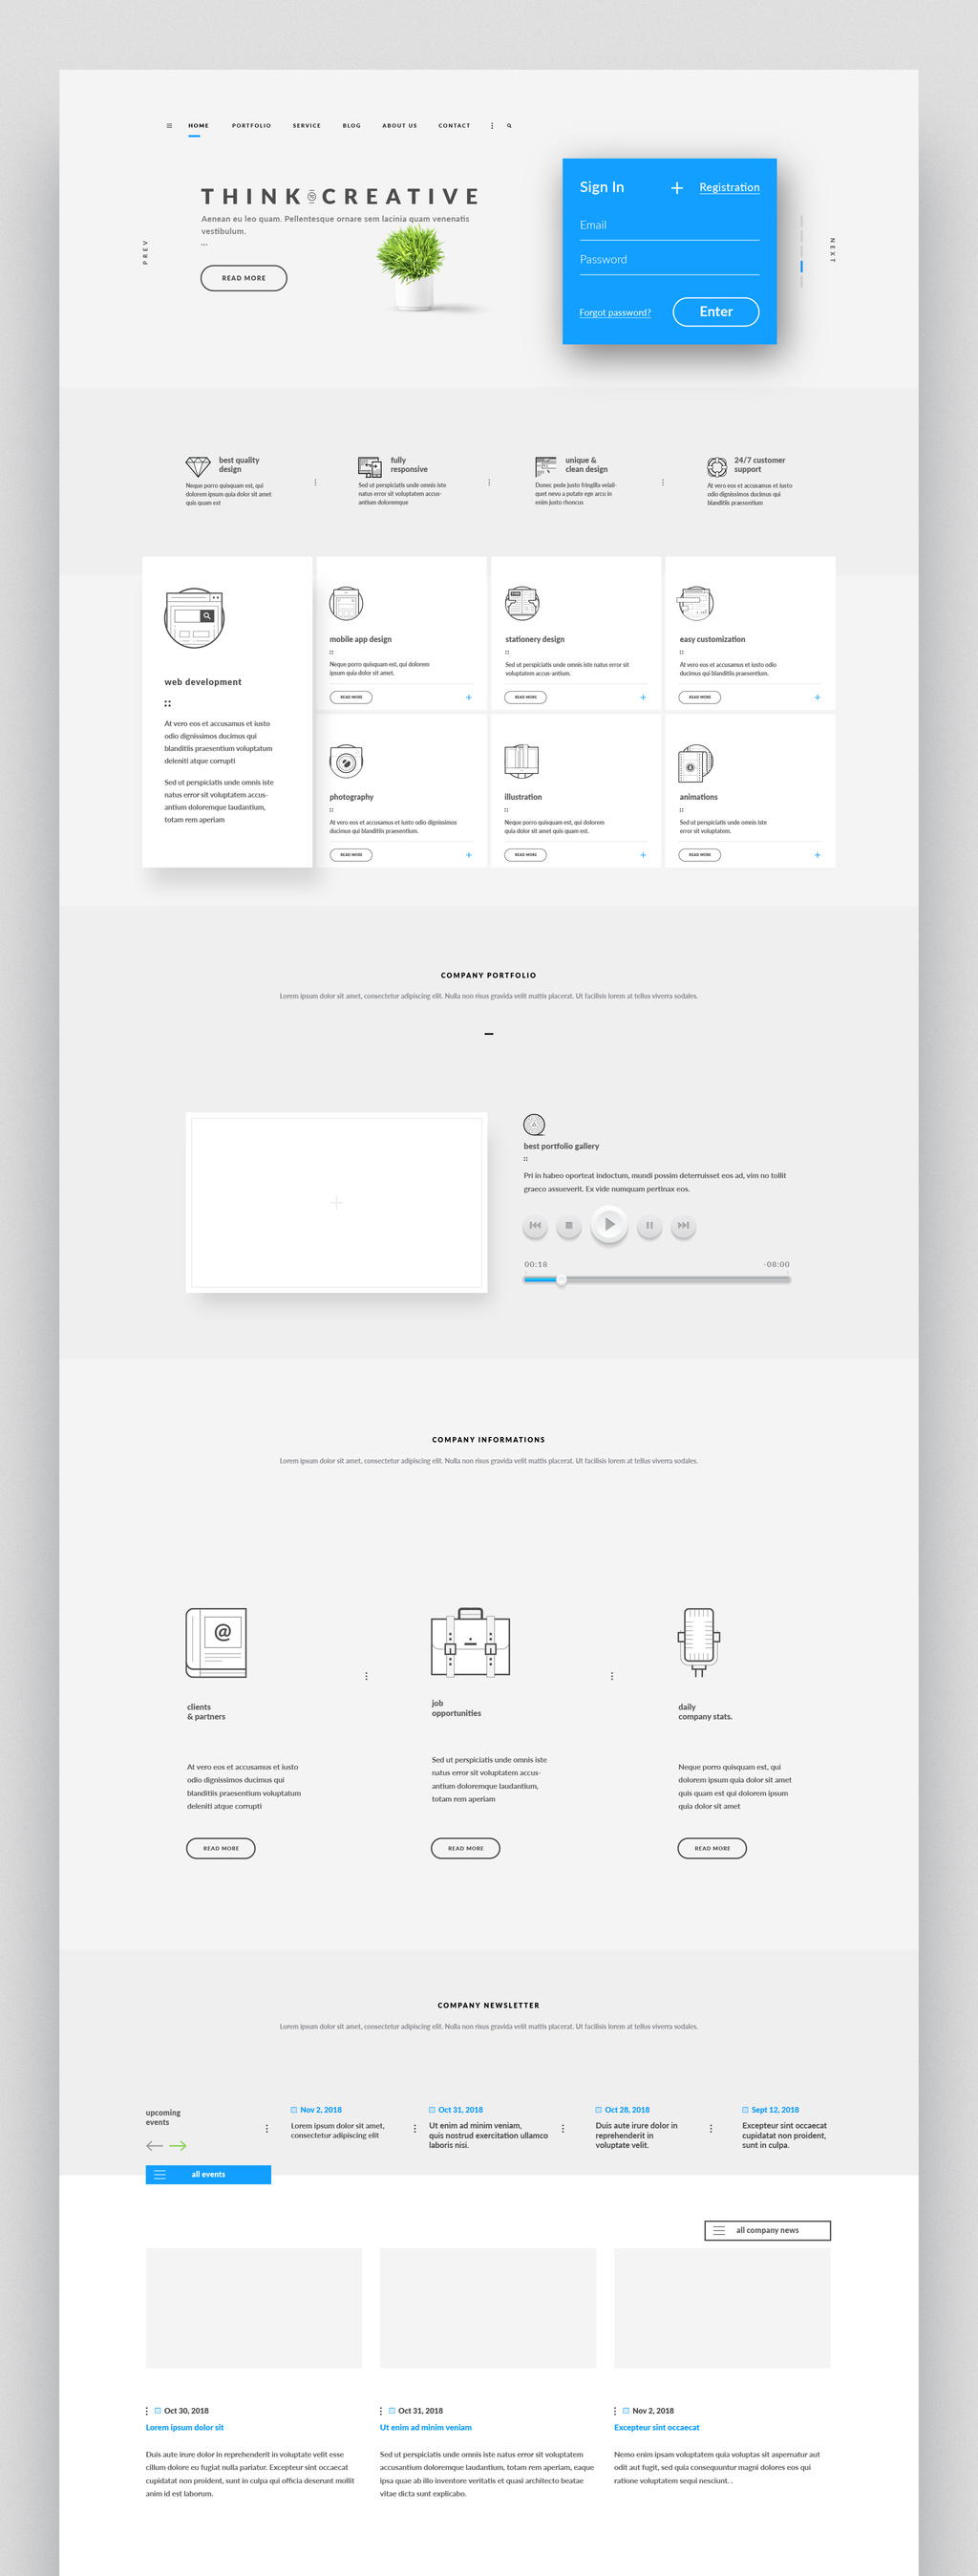 HOME PORTFOLIO SERVICE BLOG ABOUT US CONTACT
THINK CREATIVE
Aenean eu leo quam. Pellentesque ornare sem lacinia quam venenatis
vestibulum.
...
READ MORE
PREV
Sign In + Registration
Email
Password
Forgot password? Enter
NEXT
best quality
design
Neque porro quisquam est, qui
dolorem ipsum quia dolor sit amet
quis quam est
fully
responsive
Sed ut perspiciatis unde omnis iste
natus error sit voluptatem accus-
antium doloremque
unique &
clean design
Donec pede justo fringilla velali-
quet nevu a potate ege arcu in
enim justo rhoncus
24/7 customer
support
At vero eos et accusamus et iusto
odio dignissimos ducimus qui
blanditiis praesentium
web development
At vero eos et accusamus et iusto
odio dignissimos ducimus qui
blanditiis praesentium voluptatum
deleniti atque corrupti
Sed ut perspiciatis unde omnis iste
natus error sit voluptatem accus-
antium doloremque laudantium,
totam rem aperiam
mobile app design
Neque porro quisquam est, qui dolorem
ipsum quia dolor sit amet.
READ MORE
stationery design
Sed ut perspiciatis unde omnis iste natus error sit
voluptatem accus-antium.
READ MORE
easy customization
At vero eos et accusamus et iusto odio
ducimus qui blanditiis praesentium.
READ MORE
photography
At vero eos et accusamus et iusto odio dignissimos
ducimus qui blanditiis praesentium.
READ MORE
illustration
Neque porro quisquam est, qui dolorem
quia dolor sit amet quis quam est.
READ MORE
animations
Sed ut perspiciatis unde omnis iste
error sit voluptatem.
READ MORE
COMPANY PORTFOLIO
Lorem ipsum dolor sit amet, consectetur adipiscing elit. Nulla non risus gravida velit mattis placerat. Ut facilisis lorem at tellus viverra sodales.
best portfolio gallery
Pri in habeo oporteat indoctum, mundi possim deterruisset eos ad, vim no tollit
graeco assueverit. Ex vide numquam pertinax eos.
00:18 -08:00
COMPANY INFORMATIONS
Lorem ipsum dolor sit amet, consectetur adipiscing elit. Nulla non risus gravida velit mattis placerat. Ut facilisis lorem at tellus viverra sodales.
@
clients
& partners
At vero eos et accusamus et iusto
odio dignissimos ducimus qui
blanditiis praesentium voluptatum
deleniti atque corrupti
READ MORE
job
opportunities
Sed ut perspiciatis unde omnis iste
natus error sit voluptatem accus-
antium doloremque laudantium,
totam rem aperiam
READ MORE
daily
company stats.
Neque porro quisquam est, qui
dolorem ipsum quia dolor sit amet
quis quam est qui dolorem ipsum
quia dolor sit amet
READ MORE
COMPANY NEWSLETTER
Lorem ipsum dolor sit amet, consectetur adipiscing elit. Nulla non risus gravida velit mattis placerat. Ut facilisis lorem at tellus viverra sodales.
upcoming
events
all events
Nov 2, 2018
Lorem ipsum dolor sit amet,
consectetur adipiscing elit
Oct 31, 2018
Ut enim ad minim veniam,
quis nostrud exercitation ullamco
laboris nisi.
Oct 28, 2018
Duis aute irure dolor in
reprehenderit in
voluptate velit.
Sept 12, 2018
Excepteur sint occaecat
cupidatat non proident,
sunt in culpa.
all company news
Oct 30, 2018
Lorem ipsum dolor sit
Duis aute irure dolor in reprehenderit in voluptate velit esse
cillum dolore eu fugiat nulla pariatur. Excepteur sint occaecat
cupidatat non proident, sunt in culpa qui officia deserunt mollit
anim id est laborum.
Oct 31, 2018
Ut enim ad minim veniam
Sed ut perspiciatis unde omnis iste natus error sit voluptatem
accusantium doloremque laudantium, totam rem aperiam, eaque
ipsa quae ab illo inventore veritatis et quasi architecto beatae
vitae dicta sunt explicabo.
Nov 2, 2018
Excepteur sint occaecat
Nemo enim ipsam voluptatem quia voluptas sit aspernatur aut
odit aut fugit, sed quia consequuntur magni dolores eos qui
ratione voluptatem sequi nesciunt. .